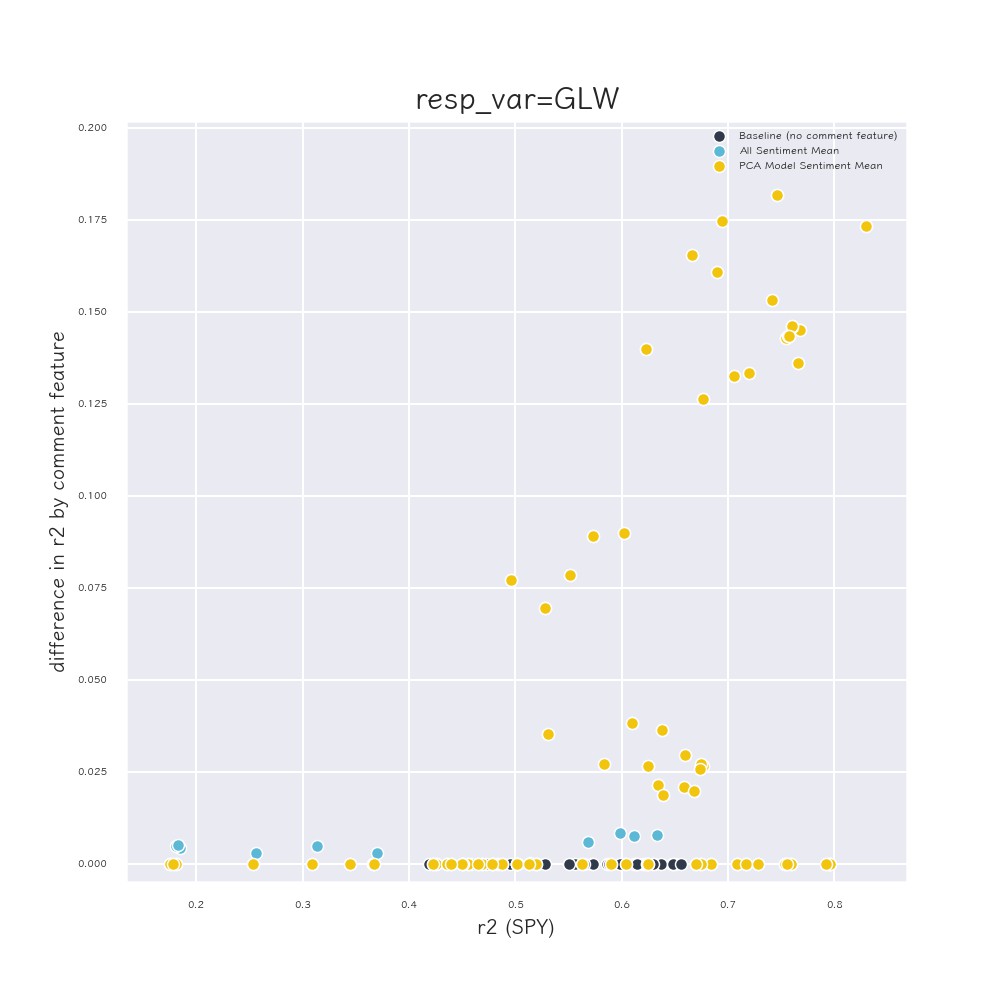 resp_var=GLW
0.200
Baseline (no comment feature)
All Sentiment Mean
PCA Model Sentiment Mean
0.175
0.150
0.125
0.100
0.075
0.050
0.025
0.000
difference in r2 by comment feature
0.2 0.3 0.4 0.5 0.6 0.7 0.8
r2 (SPY)